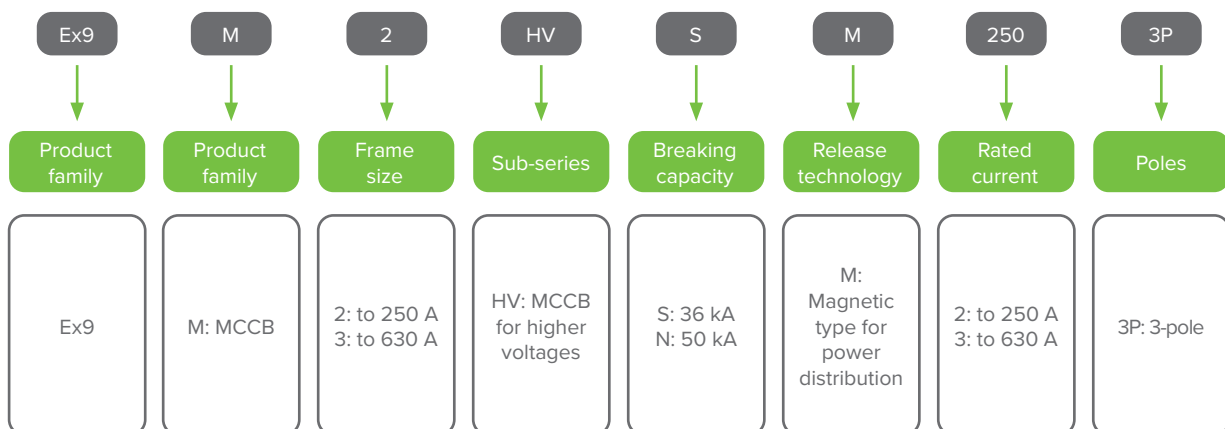 Ex9
M
2
HV
S
M
250
3P
Product
family
Product
family
Frame
size
Sub-series
Breaking
capacity
Release
technology
Rated
current
Poles
Ex9
M: MCCB
2: to 250 A
3: to 630 A
HV: MCCB
for higher
voltages
S: 36 kA
N: 50 kA
M:
Magnetic
type for
power
distribution
2: to 250 A
3: to 630 A
3P: 3-pole